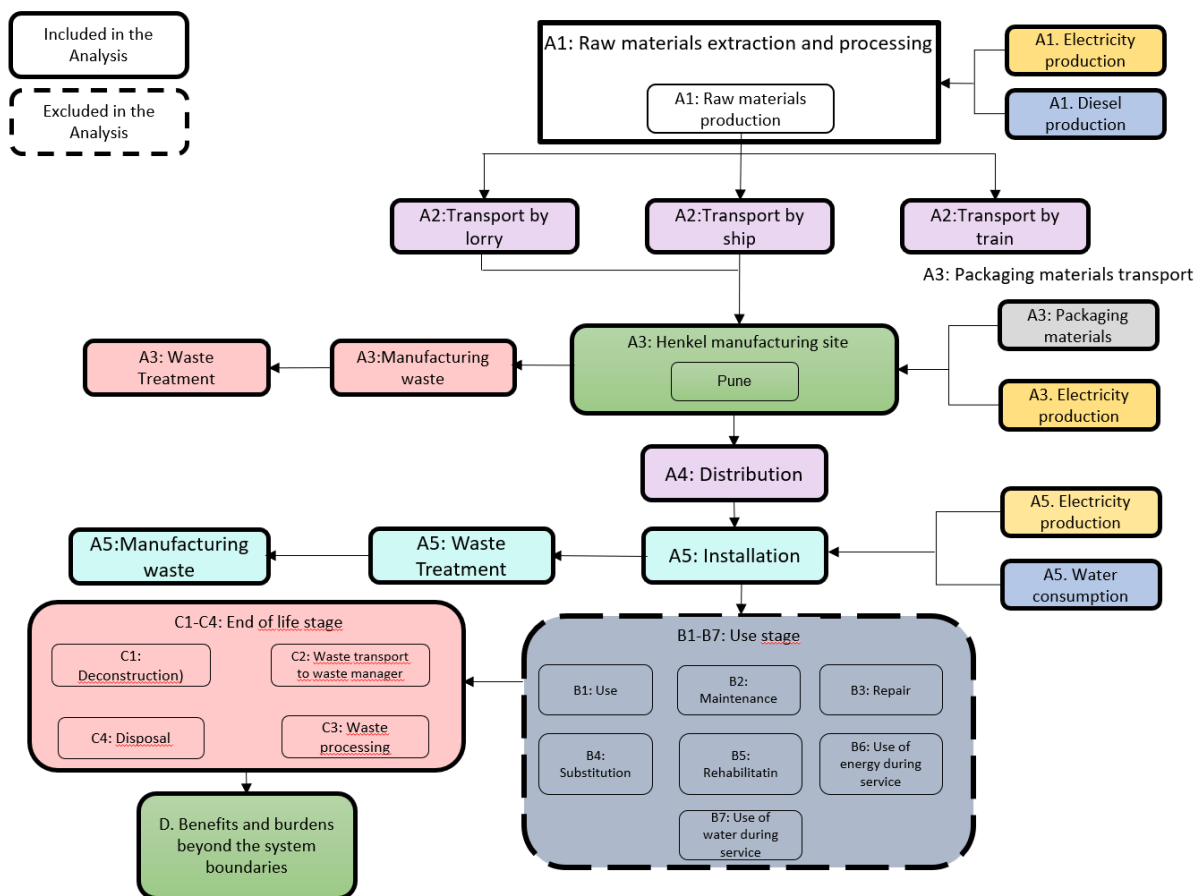 Included in the
Analysis
Excluded in the
Analysis
A1: Raw materials extraction and processing
A1: Raw materials
production
A1. Electricity
production
A1. Diesel
production
A2:Transport by
lorry
A2:Transport by
ship
A2:Transport by
train
A3: Packaging materials transport
A3: Packaging
materials
A3. Electricity
production
A3: Henkel manufacturing site
Pune
A3:Manufacturing
waste
A3: Waste
Treatment
A4: Distribution
A5: Installation
A5. Electricity
production
A5. Water
consumption
A5: Waste
Treatment
A5:Manufacturing
waste
B1-B7: Use stage
B1: Use
B2:
Maintenance
B3: Repair
B4:
Substitution
B5:
Rehabilitatin
B6: Use of
energy during
service
B7: Use of
water during
service
C1-C4: End of life stage
C1:
Deconstruction)
C2: Waste transport
to waste manager
C4: Disposal
C3: Waste
processing
D. Benefits and burdens
beyond the system
boundaries